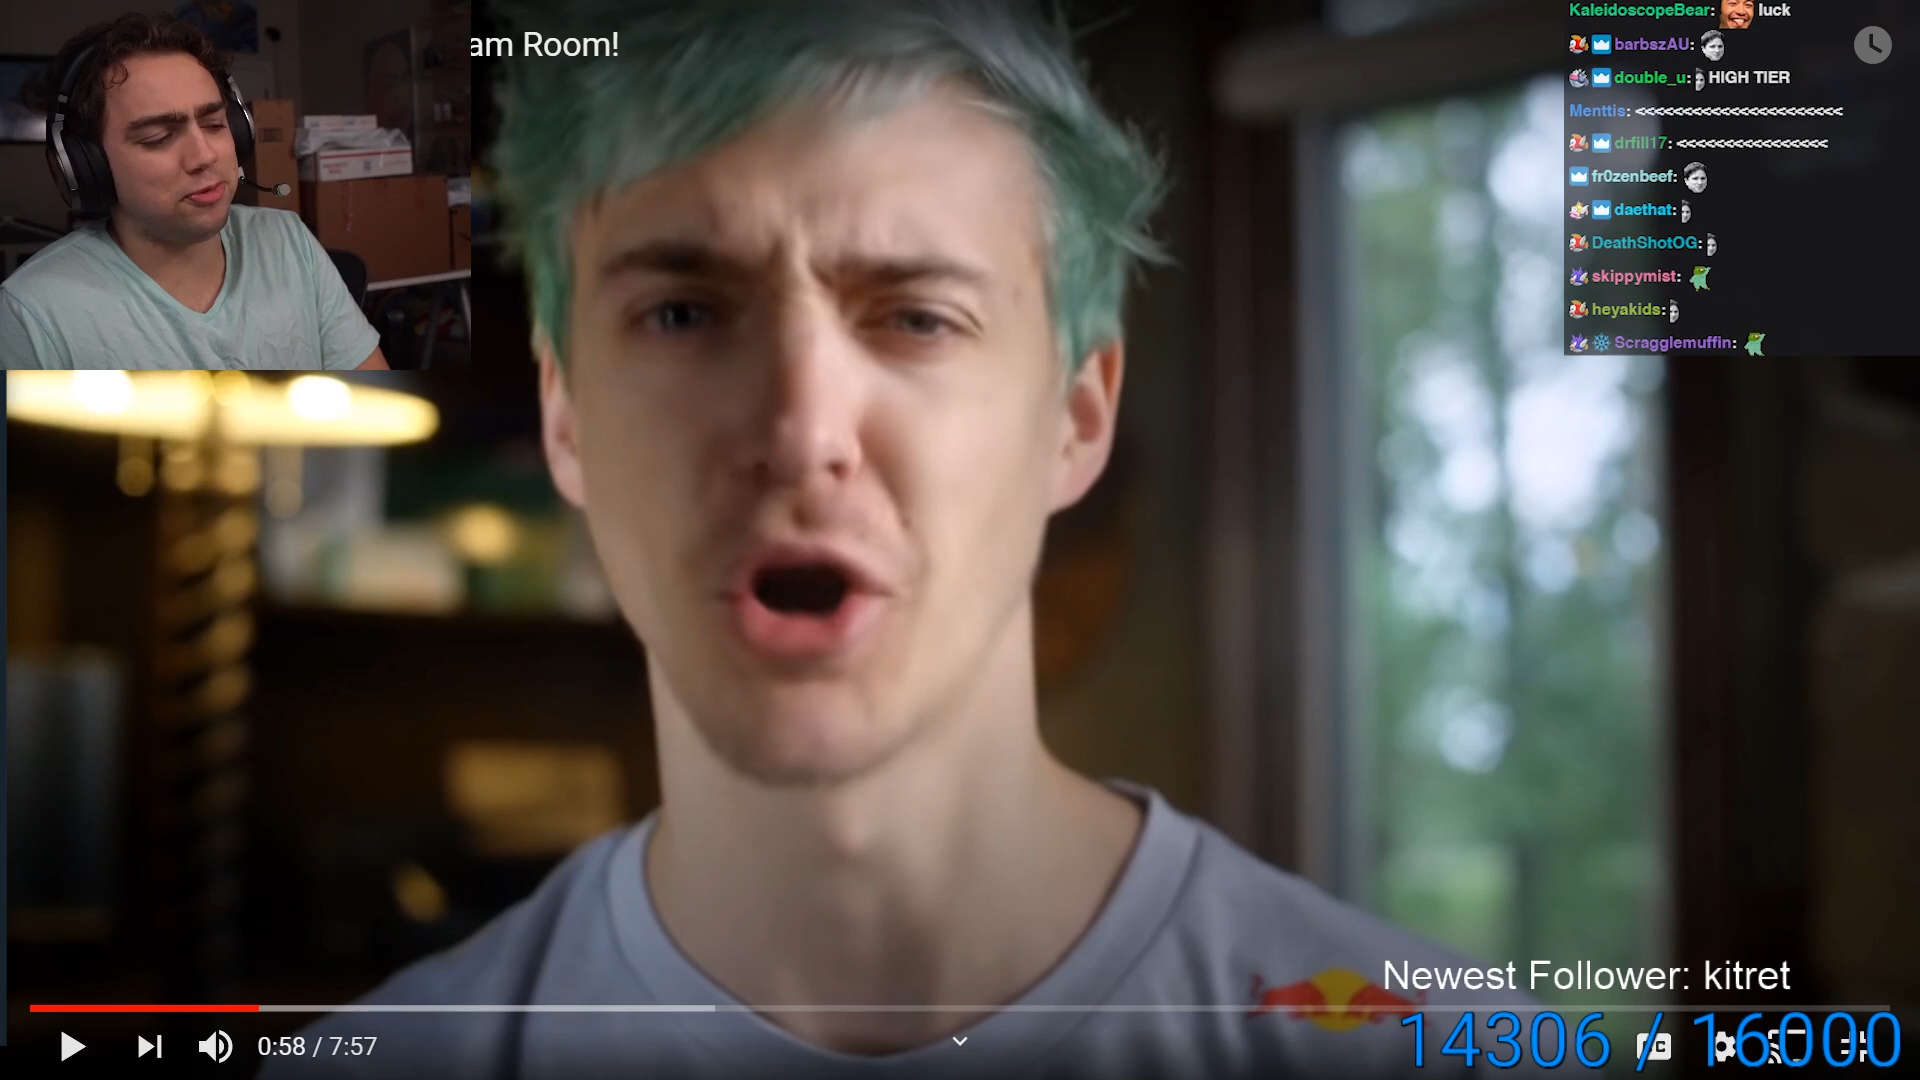 am Room!
KaleidoscopeBear: luck
barbszAU:
double_u: HIGH TIER
Menttis: <<<<<<<<<<<<<<<<<<<<<<<
drfill17: <<<<<<<<<<<<<<<<<
fr0zenbeef:
daethat:
DeathShotOG:
skippymist:
heyakids:
Scragglemuffin:
Newest Follower: kitret
14306 / 16000
0:58 / 7:57